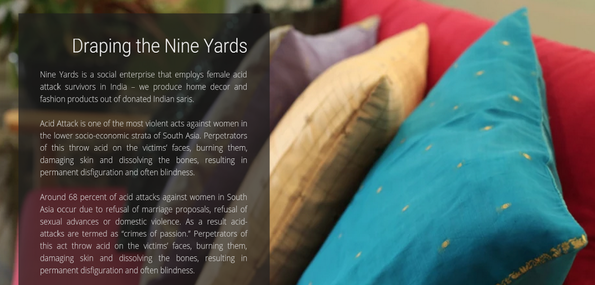 Draping the Nine Yards
Nine Yards is a social enterprise that employs female acid
attack survivors in India – we produce home decor and
fashion products out of donated Indian saris.
Acid Attack is one of the most violent acts against women in
the lower socio-economic strata of South Asia. Perpetrators
of this throw acid on the victims’ faces, burning them,
damaging skin and dissolving the bones, resulting in
permanent disfiguration and often blindness.
Around 68 percent of acid attacks against women in South
Asia occur due to refusal of marriage proposals, refusal of
sexual advances or domestic violence. As a result acid-
attacks are termed as “crimes of passion.” Perpetrators of
this act throw acid on the victims’ faces, burning them,
damaging skin and dissolving the bones, resulting in
permanent disfiguration and often blindness.